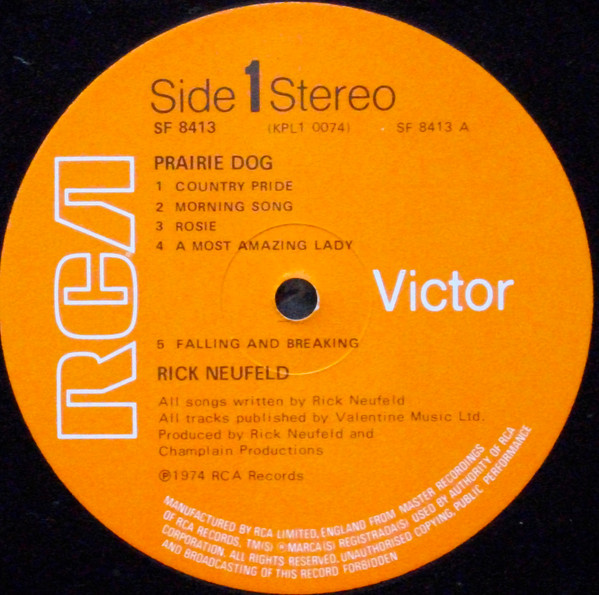 Side 1 Stereo
SF 8413 (KPL1 0074) SF 8413 A
PRAIRIE DOG
1 COUNTRY PRIDE
2 MORNING SONG
3 ROSIE
4 A MOST AMAZING LADY
RCA
Victor
5 FALLING AND BREAKING
RICK NEUFELD
All songs written by Rick Neufeld
All tracks published by Valentine Music Ltd.
Produced by Rick Neufeld and
Champlain Productions
℗1974 RCA Records
MANUFACTURED BY RCA LIMITED, ENGLAND FROM MASTER RECORDINGS
OF RCA RECORDS, TM(S) ® MARCA(S) REGISTRADA(S) USED BY AUTHORITY OF RCA
CORPORATION. ALL RIGHTS RESERVED. UNAUTHORISED COPYING, PUBLIC PERFORMANCE
AND BROADCASTING OF THIS RECORD FORBIDDEN